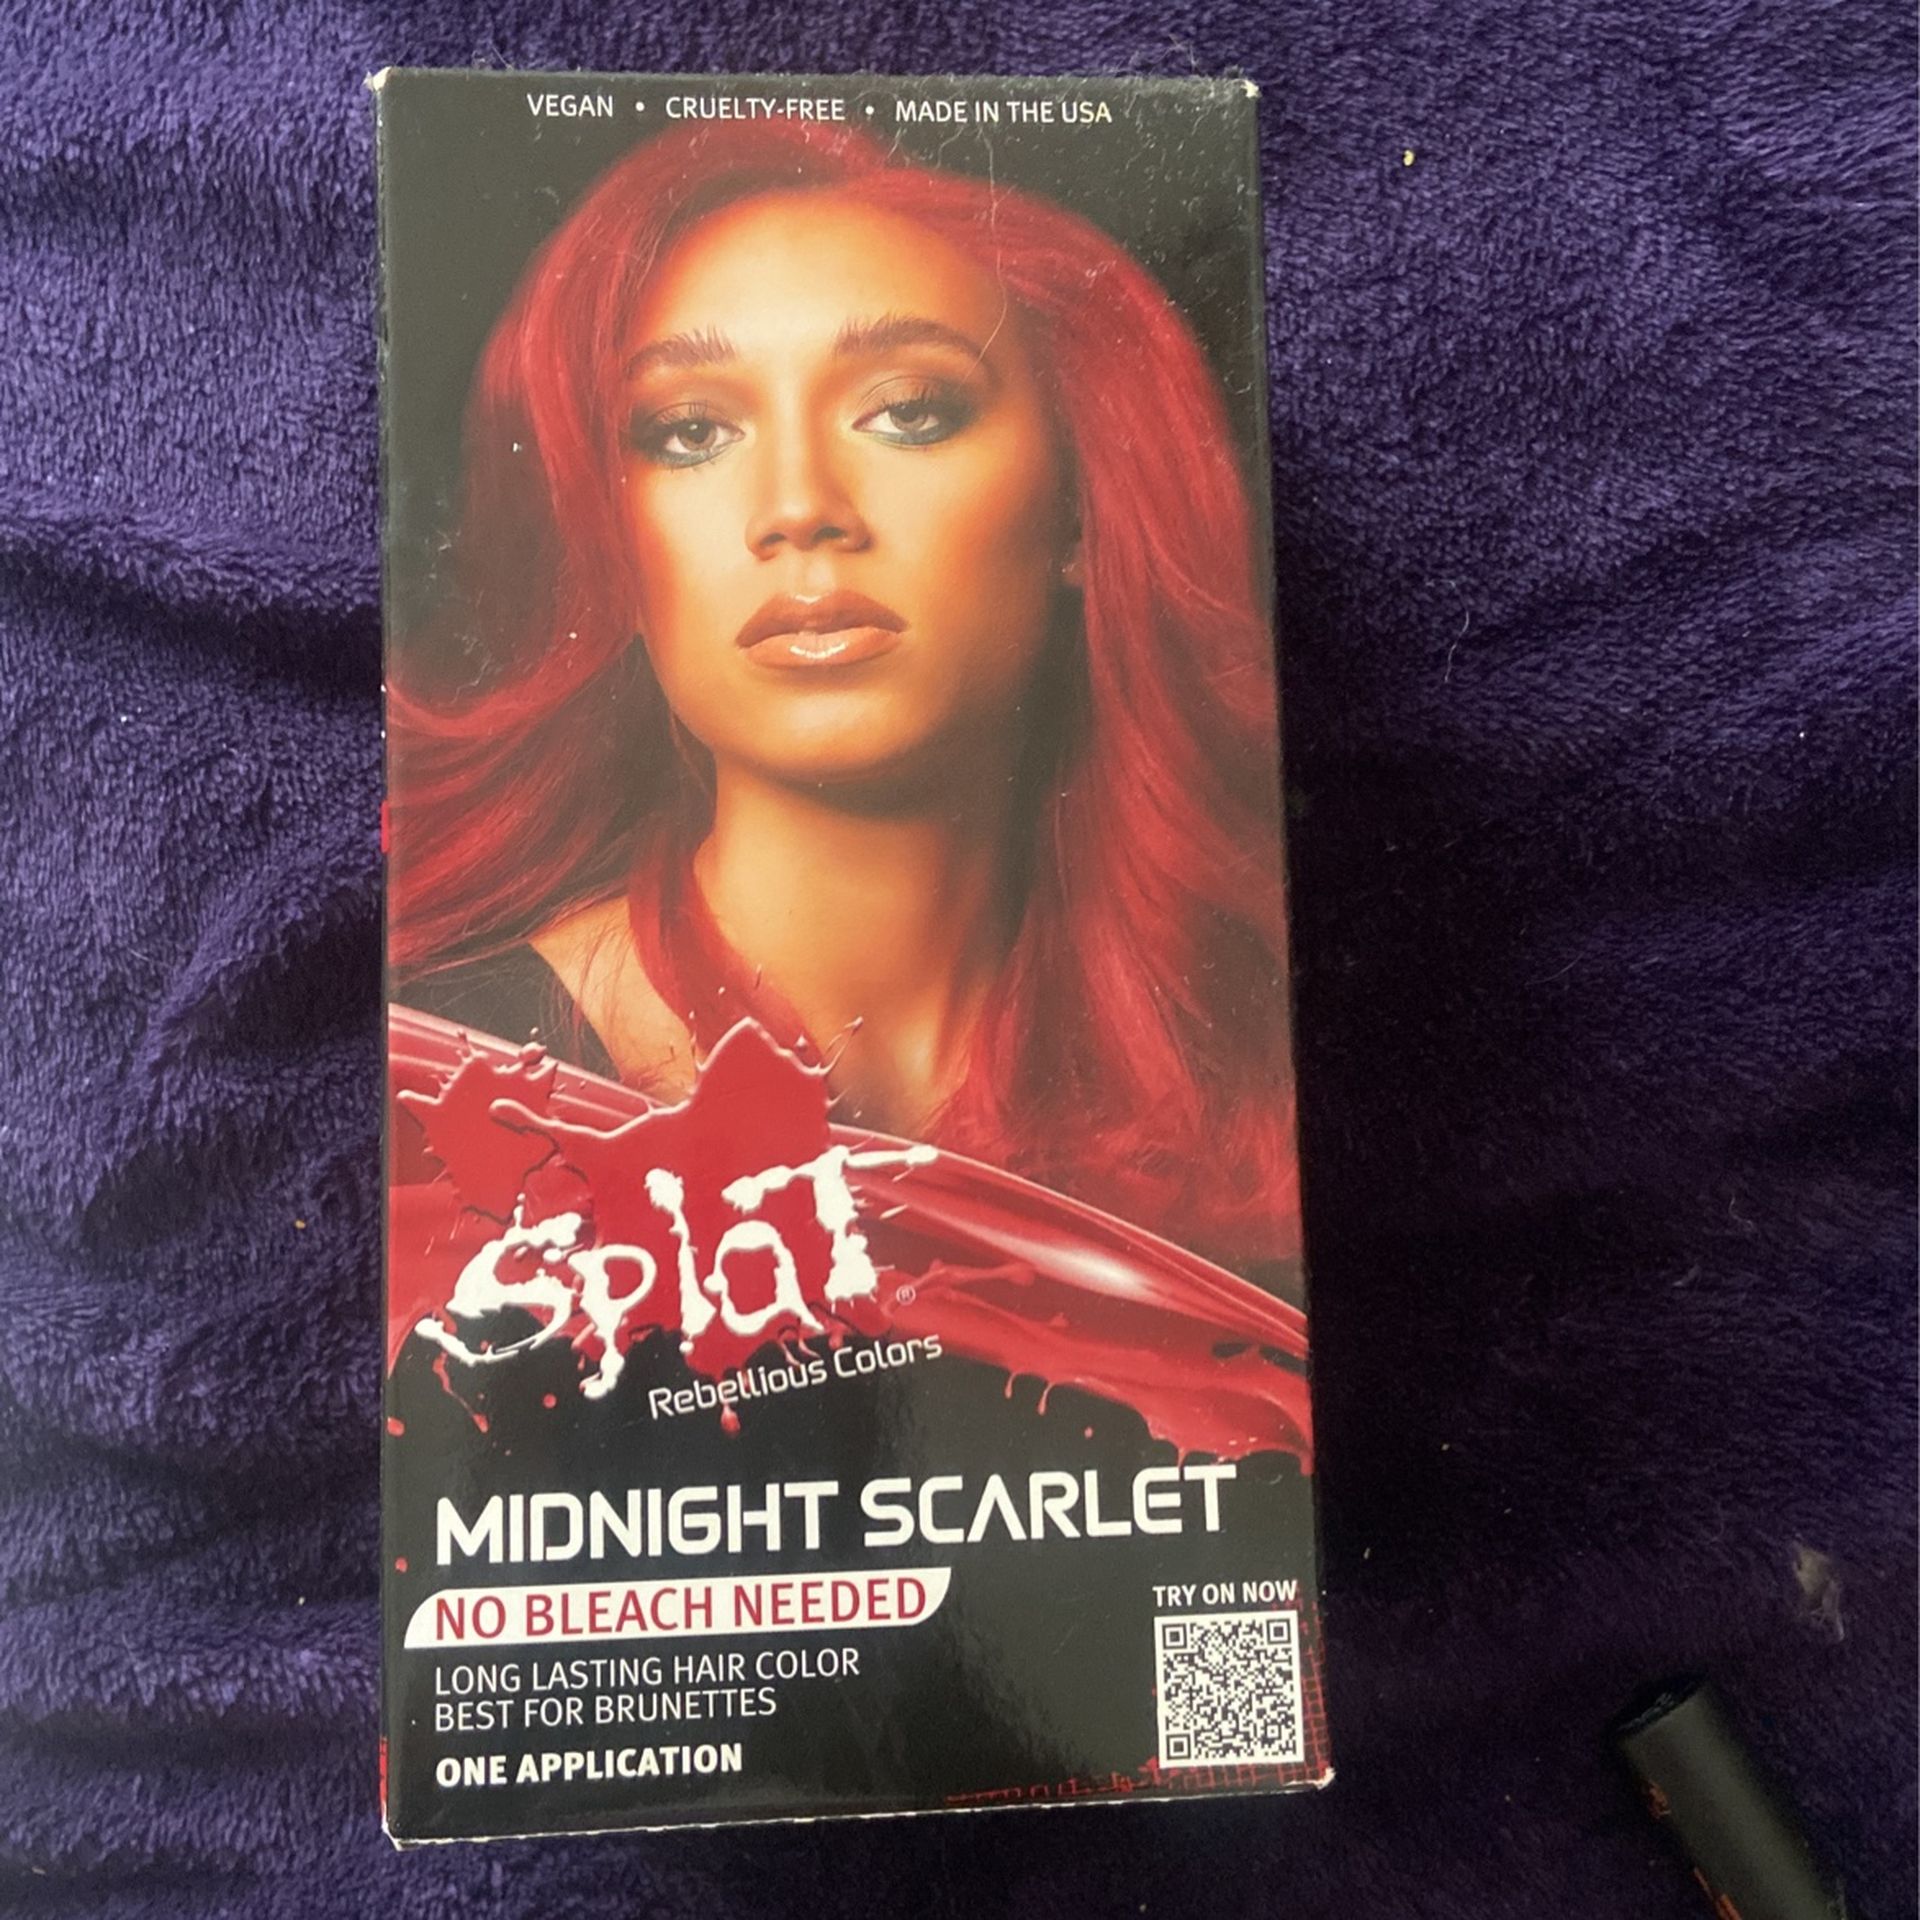 VEGAN • CRUELTY-FREE • MADE IN THE USA
Splat®
Rebellious Colors
MIDNIGHT SCARLET
NO BLEACH NEEDED
TRY ON NOW
LONG LASTING HAIR COLOR
BEST FOR BRUNETTES
ONE APPLICATION